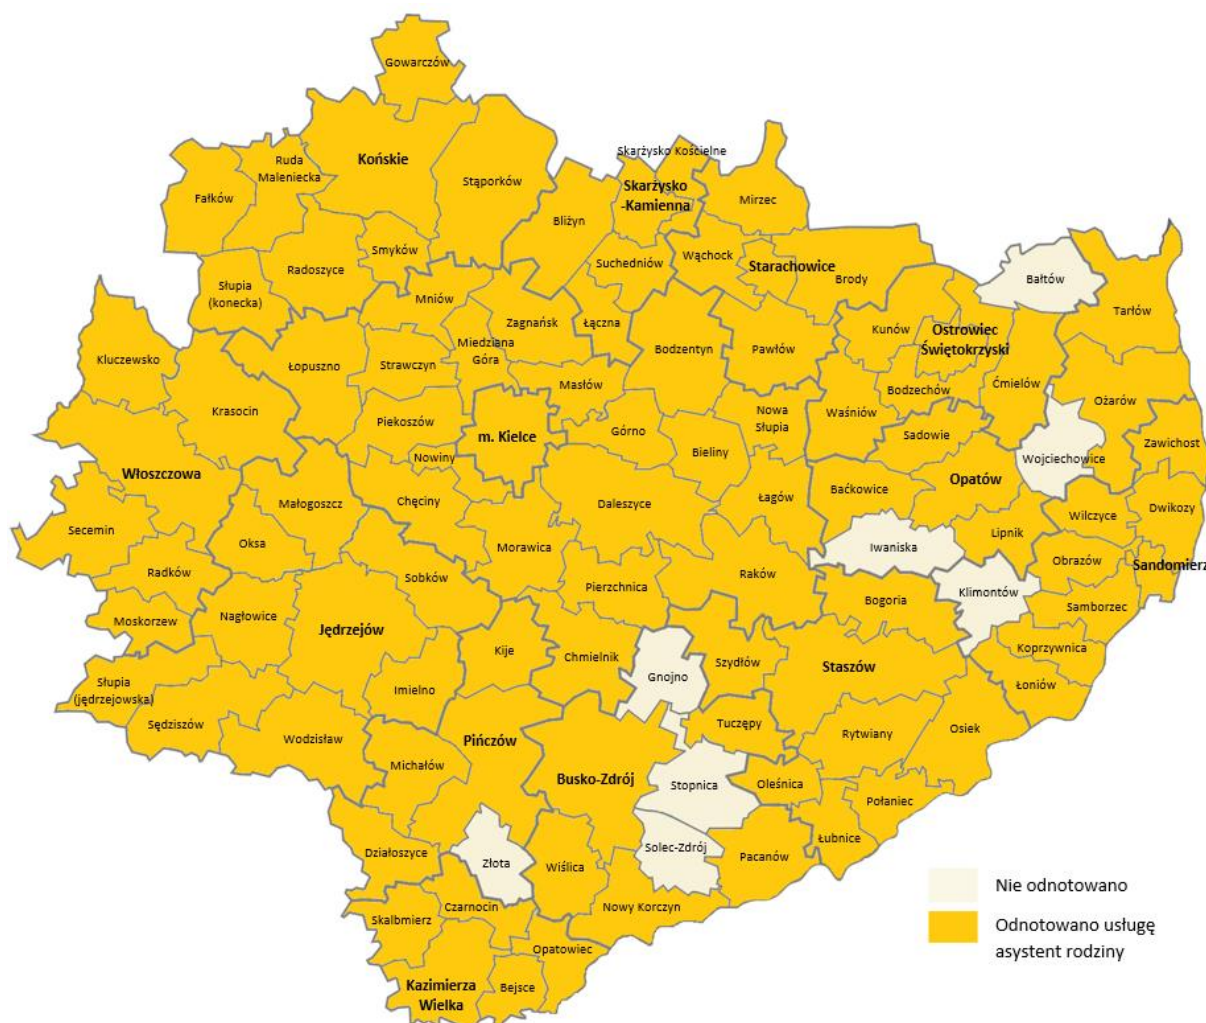 Gowarczów
Końskie
Ruda
Maleniecka
Fałków
Stąporków
Skarżysko Kościelne
Skarżysko
-Kamienna
Mirzec
Bliżyn
Smyków
Radoszyce
Słupia
(konecka)
Suchedniów
Wąchock
Starachowice
Brody
Bałtów
Tarłów
Mniów
Zagnańsk
Łączna
Miedziana
Góra
Bodzentyn
Pawłów
Kunów
Ostrowiec
Świętokrzyski
Kluczewsko
Łopuszno
Strawczyn
Masłów
Bodzechów
Ćmielów
Ożarów
Krasocin
Piekoszów
m. Kielce
Górno
Nowa
Słupia
Waśniów
Sadowie
Zawichost
Nowiny
Bieliny
Wojciechowice
Włoszczowa
Małogoszcz
Chęciny
Daleszyce
Łagów
Baćkowice
Opatów
Wilczyce
Dwikozy
Secemin
Oksa
Morawica
Iwaniska
Lipnik
Obrazów
Sandomierz
Radków
Sobków
Pierzchnica
Raków
Bogoria
Klimontów
Samborzec
Moskorzew
Nagłowice
Jędrzejów
Kije
Chmielnik
Gnojno
Szydłów
Staszów
Koprzywnica
Łoniów
Słupia
(jędrzejowska)
Imielno
Sędziszów
Wodzisław
Pińczów
Tuczępy
Rytwiany
Osiek
Michałów
Busko-Zdrój
Stopnica
Oleśnica
Połaniec
Łubnice
Działoszyce
Złota
Wiślica
Solec-Zdrój
Pacanów
Skalbmierz
Czarnocin
Nowy Korczyn
Opatowiec
Kazimierza
Wielka
Bejsce
Nie odnotowano
Odnotowano usługę
asystent rodziny